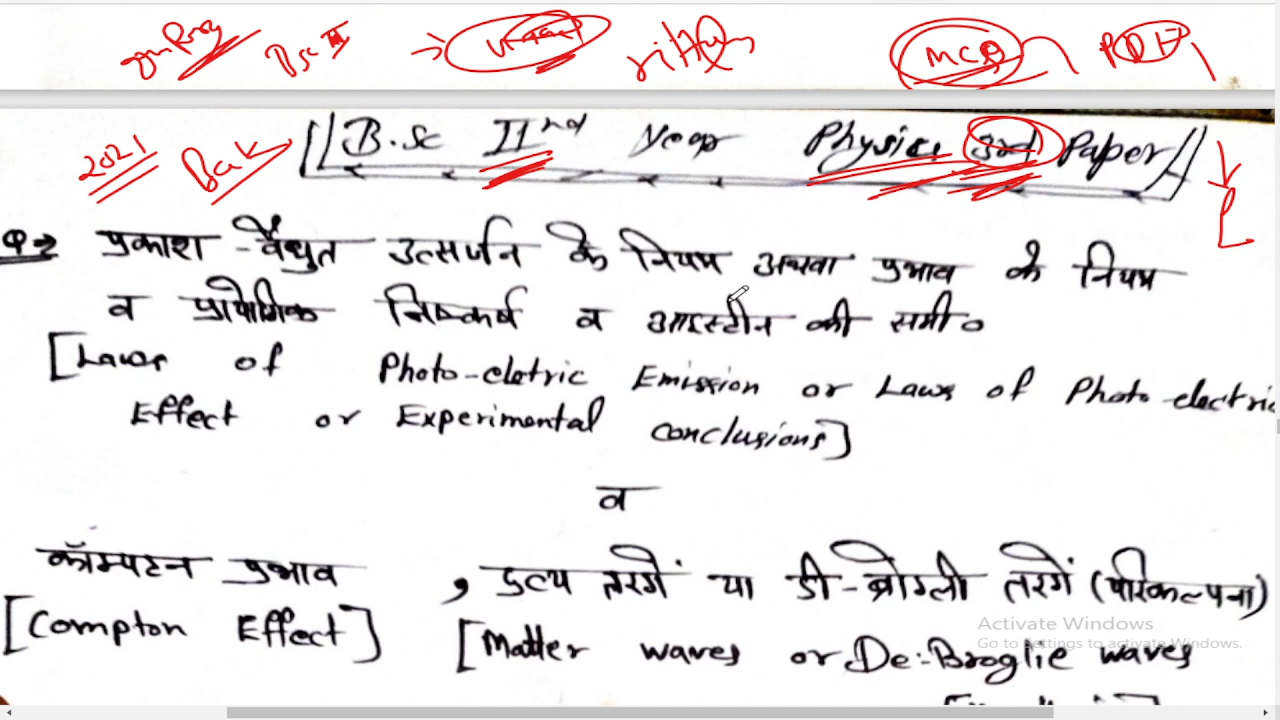 BSc II → MCQ PDF
2021 // B.Sc IInd Year Physics 3rd Paper //
Q→ प्रकाश-वैधुत उत्सर्जन के नियम अथवा प्रभाव के नियम
व प्रायोगिक निष्कर्ष व आइंस्टीन की समी०
[Laws of Photo-eletric Emission or Laws of Photo-electric
Effect or Experimental conclusions]
व
कॉम्पटन प्रभाव , द्रव्य तरंगें या डी-ब्रोग्ली तरंगें (परिकल्पना)
Activate Windows
Go to Settings to activate Windows.
[Compton Effect] [Matter waves or De-Broglie waves